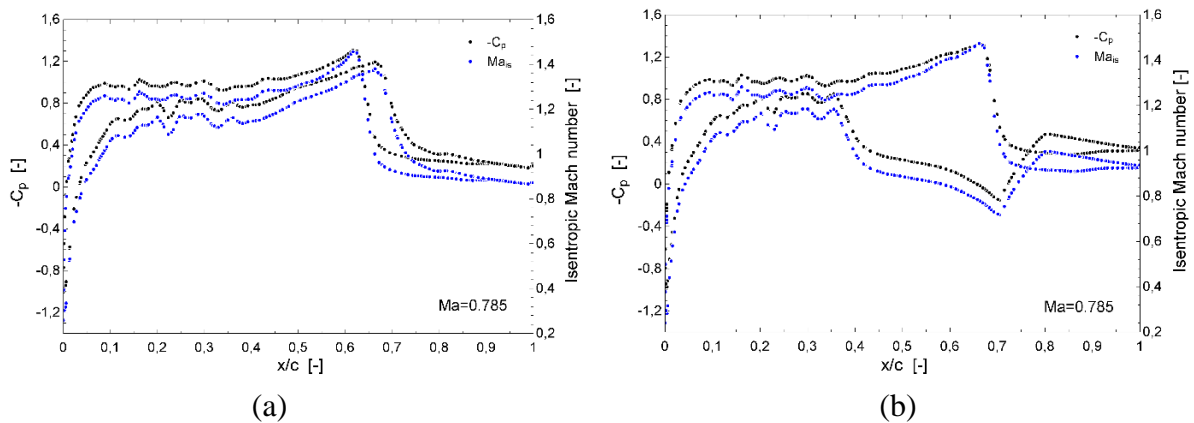 1,6
1,2
0,8
0,4
0
-0,4
-0,8
-1,2
-Cp [-]
-Cp
Mais
Ma=0.785
1,6
1,4
1,2
1
0,8
0,6
0,4
0,2
Isentropic Mach number [-]
0 0,1 0,2 0,3 0,4 0,5 0,6 0,7 0,8 0,9 1
x/c [-]
(a)
1,6
1,2
0,8
0,4
0
-0,4
-0,8
-1,2
-Cp [-]
-Cp
Mais
Ma=0.785
1,6
1,4
1,2
1
0,8
0,6
0,4
0,2
Isentropic Mach number [-]
0 0,1 0,2 0,3 0,4 0,5 0,6 0,7 0,8 0,9 1
x/c [-]
(b)